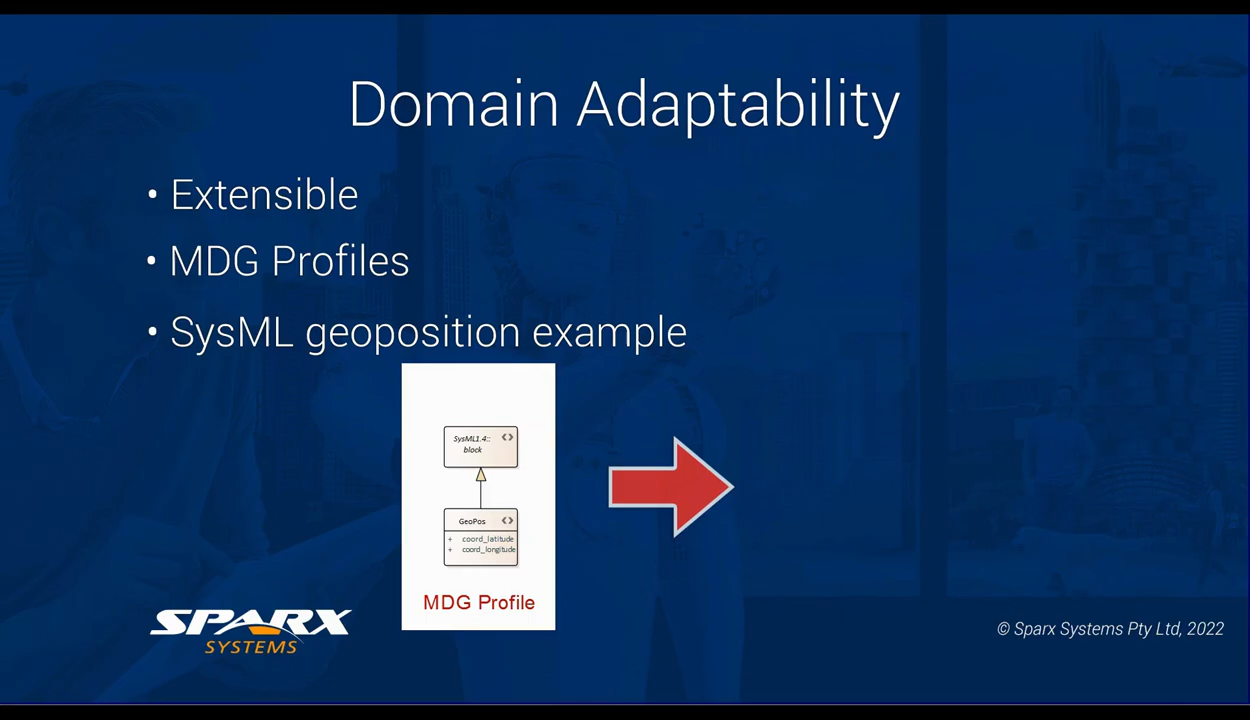 Domain Adaptability
• Extensible
• MDG Profiles
• SysML geoposition example
SysML1.4::
block
GeoPos
+ coord_latitude
+ coord_longitude
MDG Profile
SPARX
SYSTEMS
© Sparx Systems Pty Ltd, 2022